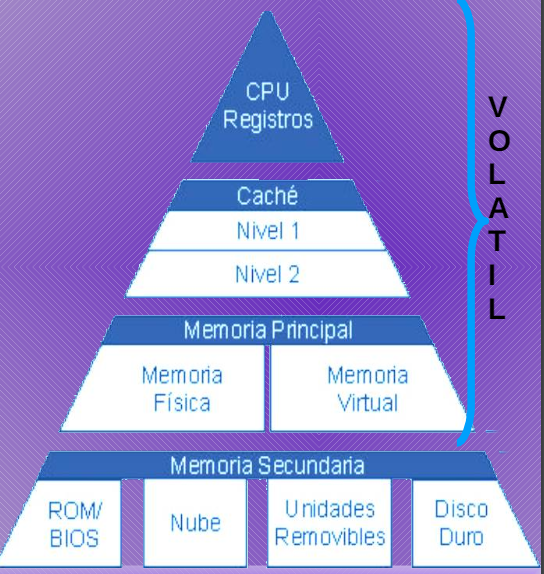 CPU
Registros
Caché
Nivel 1
Nivel 2
Memoria Principal
Memoria
Física
Memoria
Virtual
Memoria Secundaria
ROM/
BIOS
Nube
Unidades
Removibles
Disco
Duro
VOLATIL